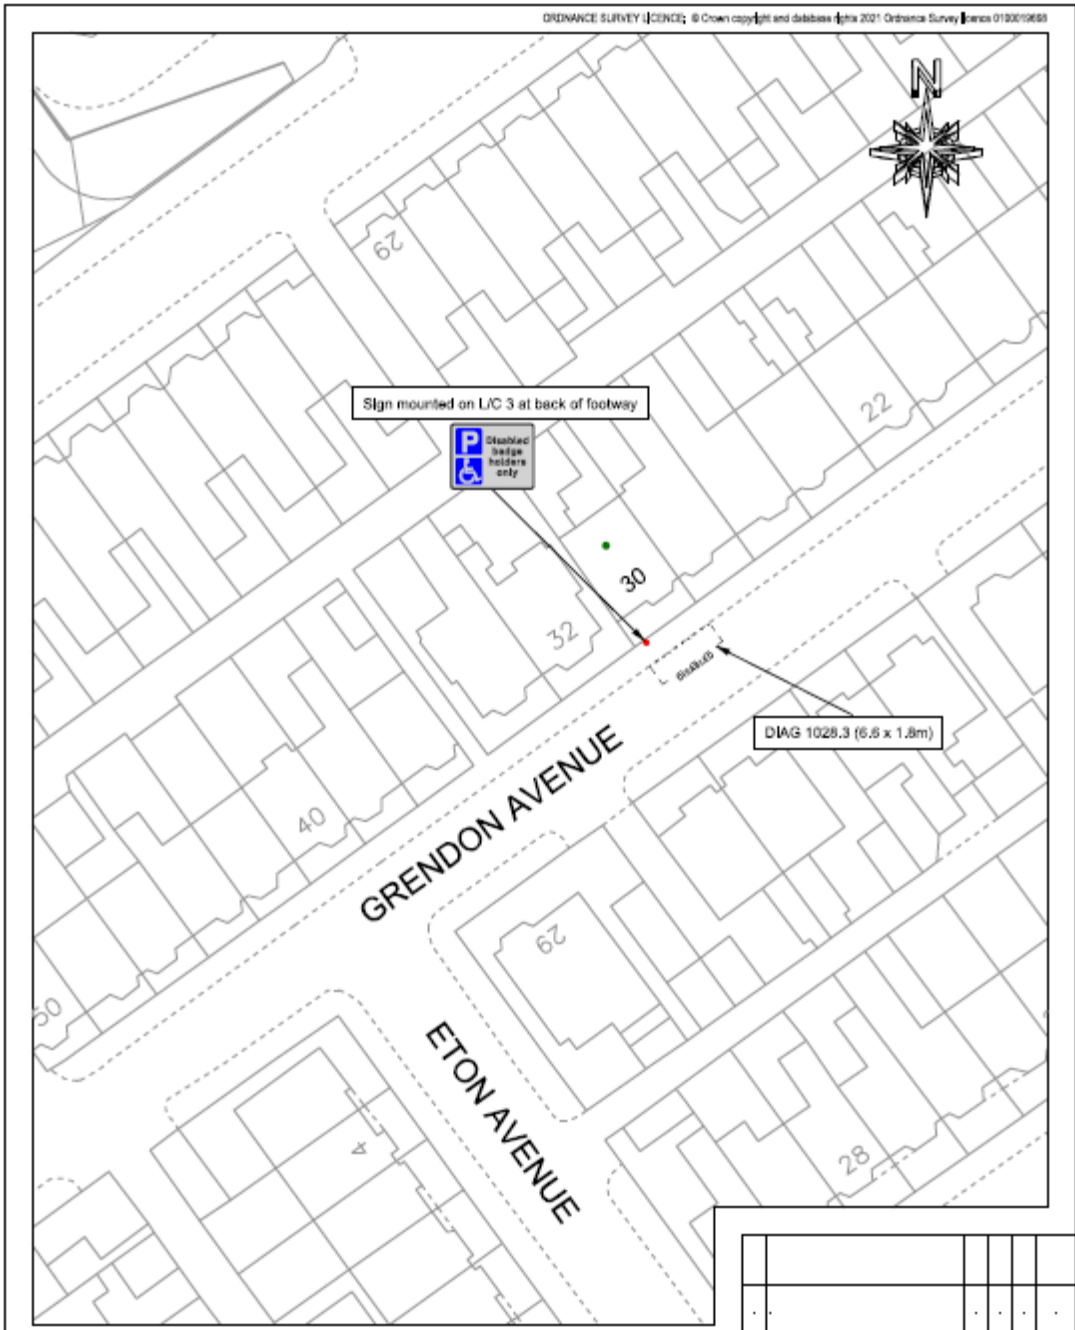 ORDNANCE SURVEY LICENCE; © Crown copyright and database rights 2021 Ordnance Survey licence 0100019698
N
62
22
Sign mounted on L/C 3 at back of footway
P Disabled
badge
holders
only
30
32
disabled
DIAG 1028.3 (6.6 x 1.8m)
GRENDON AVENUE
40
29
50
ETON AVENUE
4
28